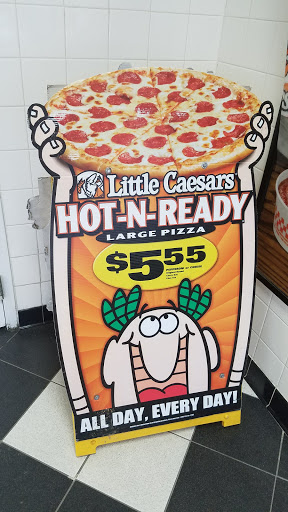 Little Caesars
HOT-N-READY
LARGE PIZZA
$5.55
ALL DAY, EVERY DAY!